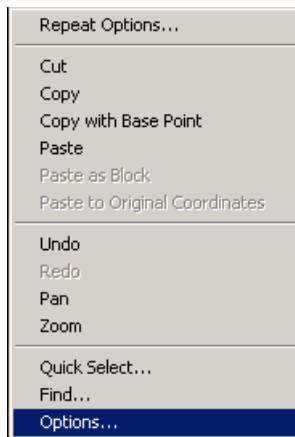 Repeat Options...
Cut
Copy
Copy with Base Point
Paste
Paste as Block
Paste to Original Coordinates
Undo
Redo
Pan
Zoom
Quick Select...
Find...
Options...